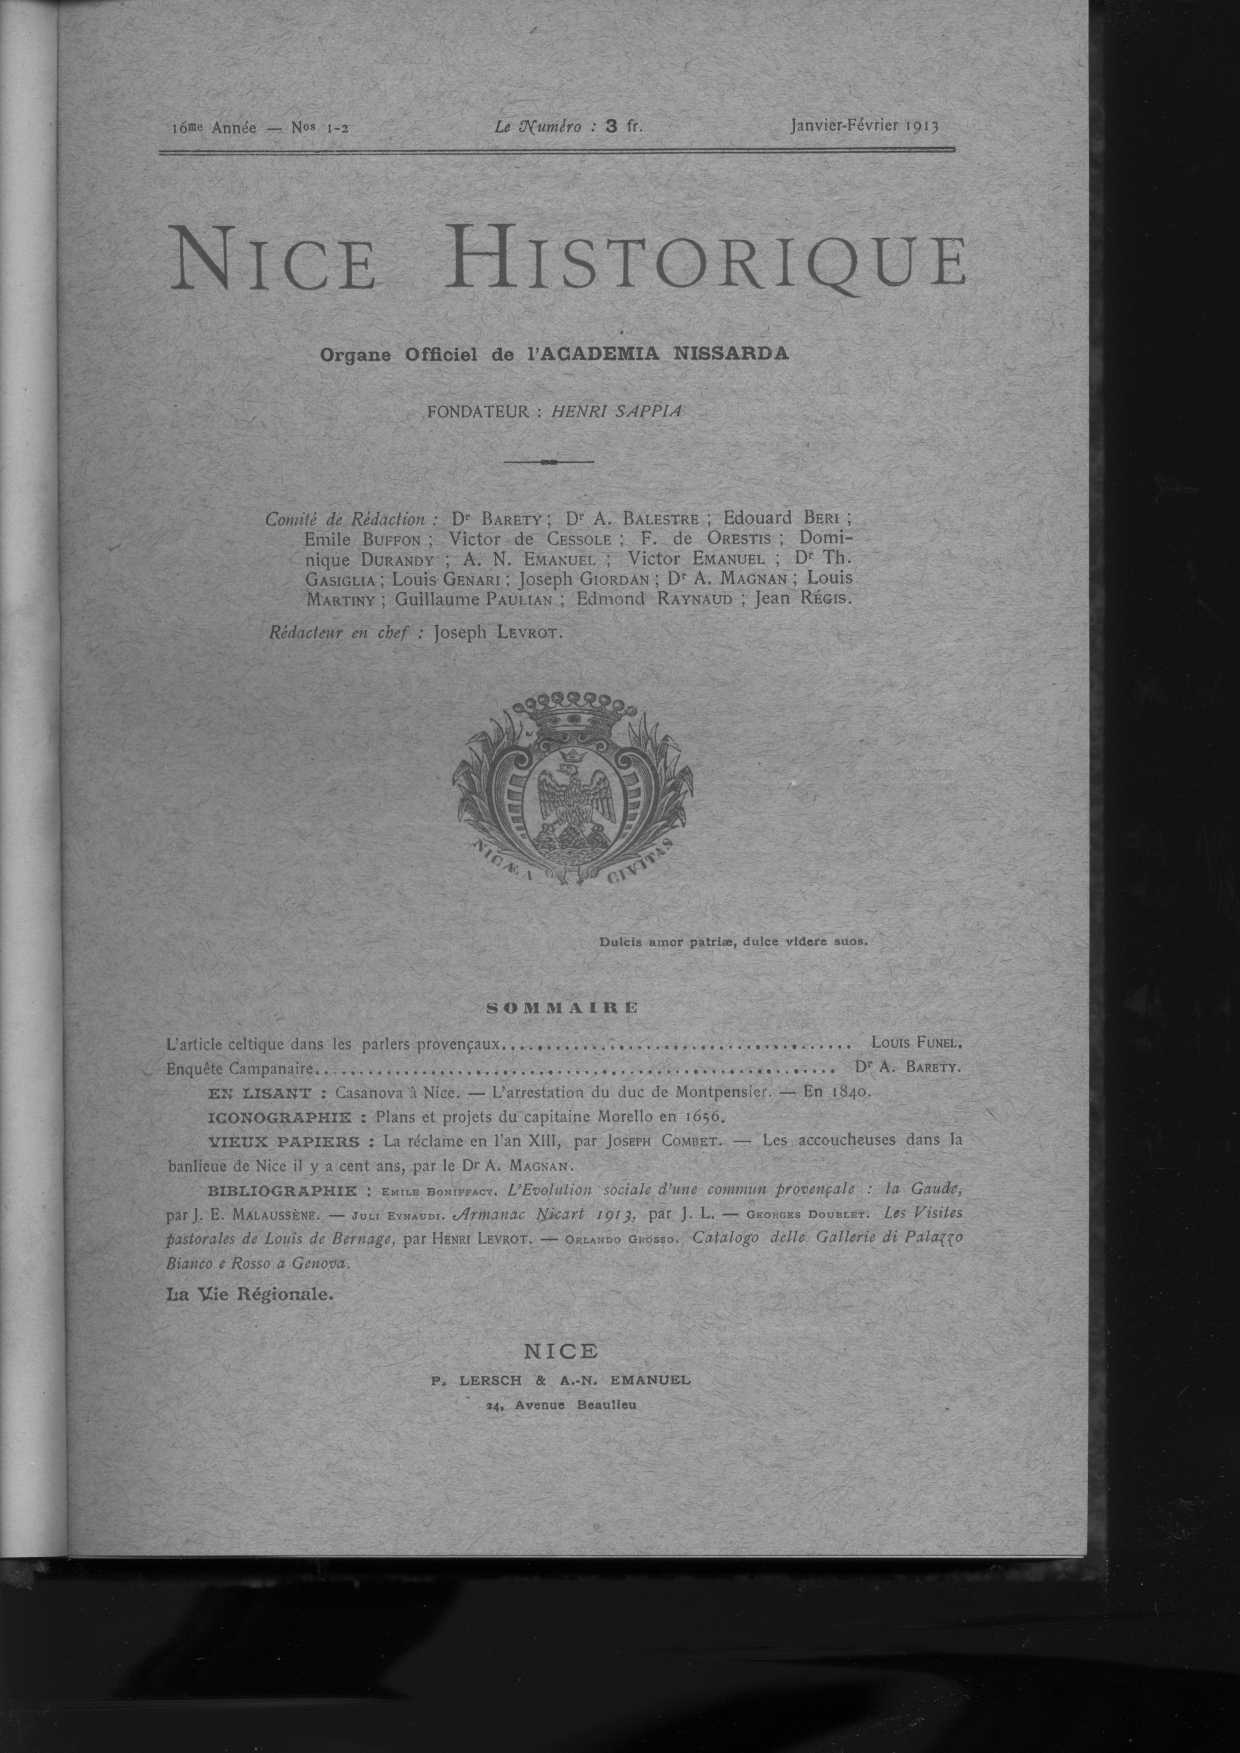 16me Année — Nos 1-2
Le Numéro : 3 fr.
Janvier-Février 1913
NICE HISTORIQUE
Organe Officiel de l'ACADEMIA NISSARDA
FONDATEUR : HENRI SAPPIA
Comité de Rédaction : Dr BARETY ; Dr A. BALESTRE ; Edouard BERI ;
Emile BUFFON ; Victor de CESSOLE ; F. de ORESTIS ; Domi-
nique DURANDY ; A. N. EMANUEL ; Victor EMANUEL ; Dr Th.
GASIGLIA ; Louis GENARI ; Joseph GIORDAN ; Dr A. MAGNAN ; Louis
MARTINY ; Guillaume PAULIAN ; Edmond RAYNAUD ; Jean RÉGIS.
Rédacteur en chef : Joseph LEVROT.
NICÆA CIVITAS
Dulcis amor patriæ, dulce videre suos.
SOMMAIRE
L'article celtique dans les parlers provençaux........................................ LOUIS FUNEL.
Enquête Campanaire........................................................... Dr A. BARETY.
EN LISANT : Casanova à Nice. — L'arrestation du duc de Montpensier. — En 1840.
ICONOGRAPHIE : Plans et projets du capitaine Morello en 1656.
VIEUX PAPIERS : La réclame en l'an XIII, par JOSEPH COMBET. — Les accoucheuses dans la
banlieue de Nice il y a cent ans, par le Dr A. MAGNAN.
BIBLIOGRAPHIE : EMILE BONIFFACY. L'Evolution sociale d'une commun provençale : la Gaude,
par J. E. MALAUSSÈNE. — JULI EYNAUDI. Armanac Nicart 1913, par J. L. — GEORGES DOUBLET. Les Visites
pastorales de Louis de Bernage, par HENRI LEVROT. — ORLANDO GROSSO. Catalogo delle Gallerie di Palazzo
Bianco e Rosso a Genova.
La Vie Régionale.
NICE
P. LERSCH & A.-N. EMANUEL
24, Avenue Beaulieu